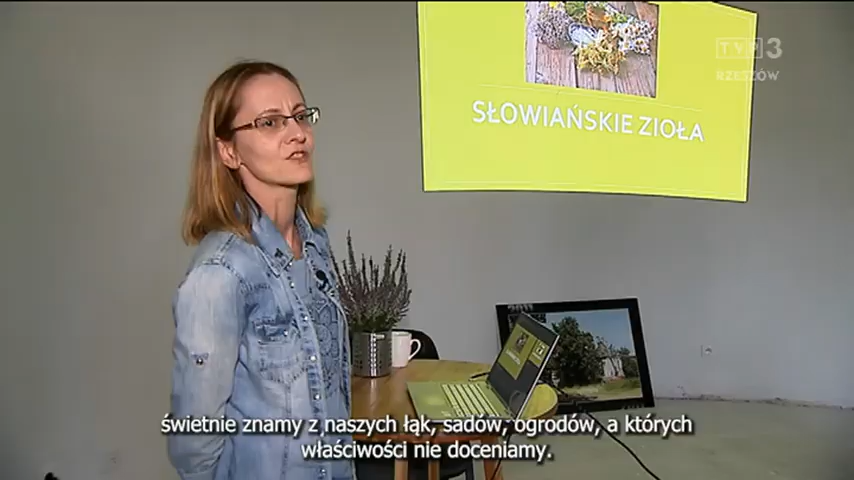 TVP3
RZESZÓW
SŁOWIAŃSKIE ZIOŁA
świetnie znamy z naszych łąk, sadów, ogrodów, a których
właściwości nie doceniamy.